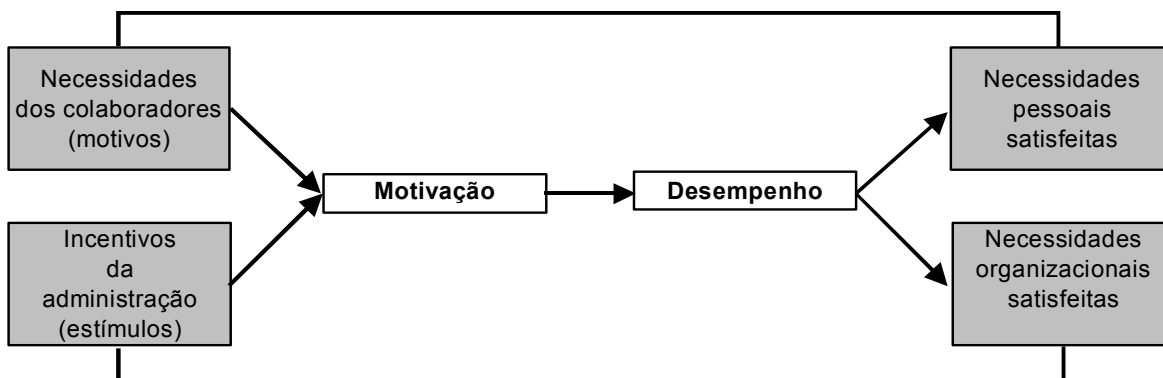 Necessidades
dos colaboradores
(motivos)
Necessidades
pessoais
satisfeitas
Motivação
Desempenho
Incentivos
da
administração
(estímulos)
Necessidades
organizacionais
satisfeitas